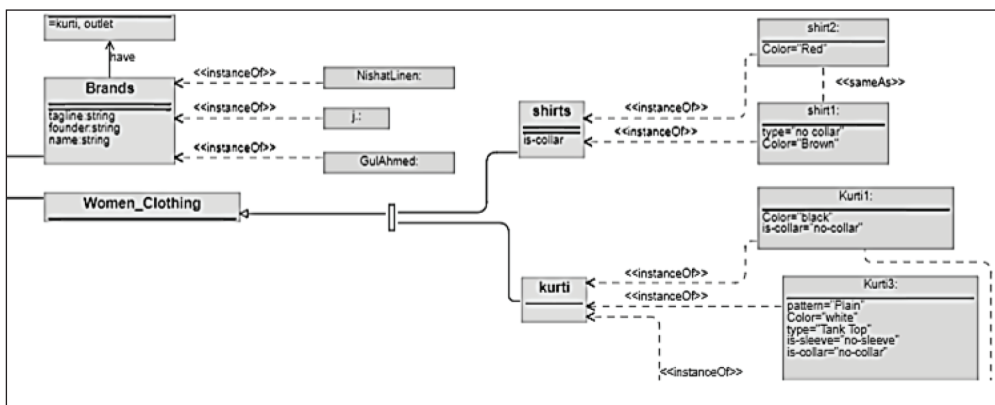 =kurti, outlet
have
Brands
tagline:string
founder:string
name:string
<<instanceOf>>
NishatLinen:
<<instanceOf>>
j.:
<<instanceOf>>
GulAhmed:
Women_Clothing
shirts
is-collar
<<instanceOf>>
<<instanceOf>>
shirt2:
Color="Red"
<<sameAs>>
shirt1:
type="no collar"
Color="Brown"
kurti
<<instanceOf>>
<<instanceOf>>
<<instanceOf>>
Kurti1:
Color="black"
is-collar="no-collar"
Kurti3:
pattern="Plain"
Color="white"
type="Tank Top"
is-sleeve="no-sleeve"
is-collar="no-collar"